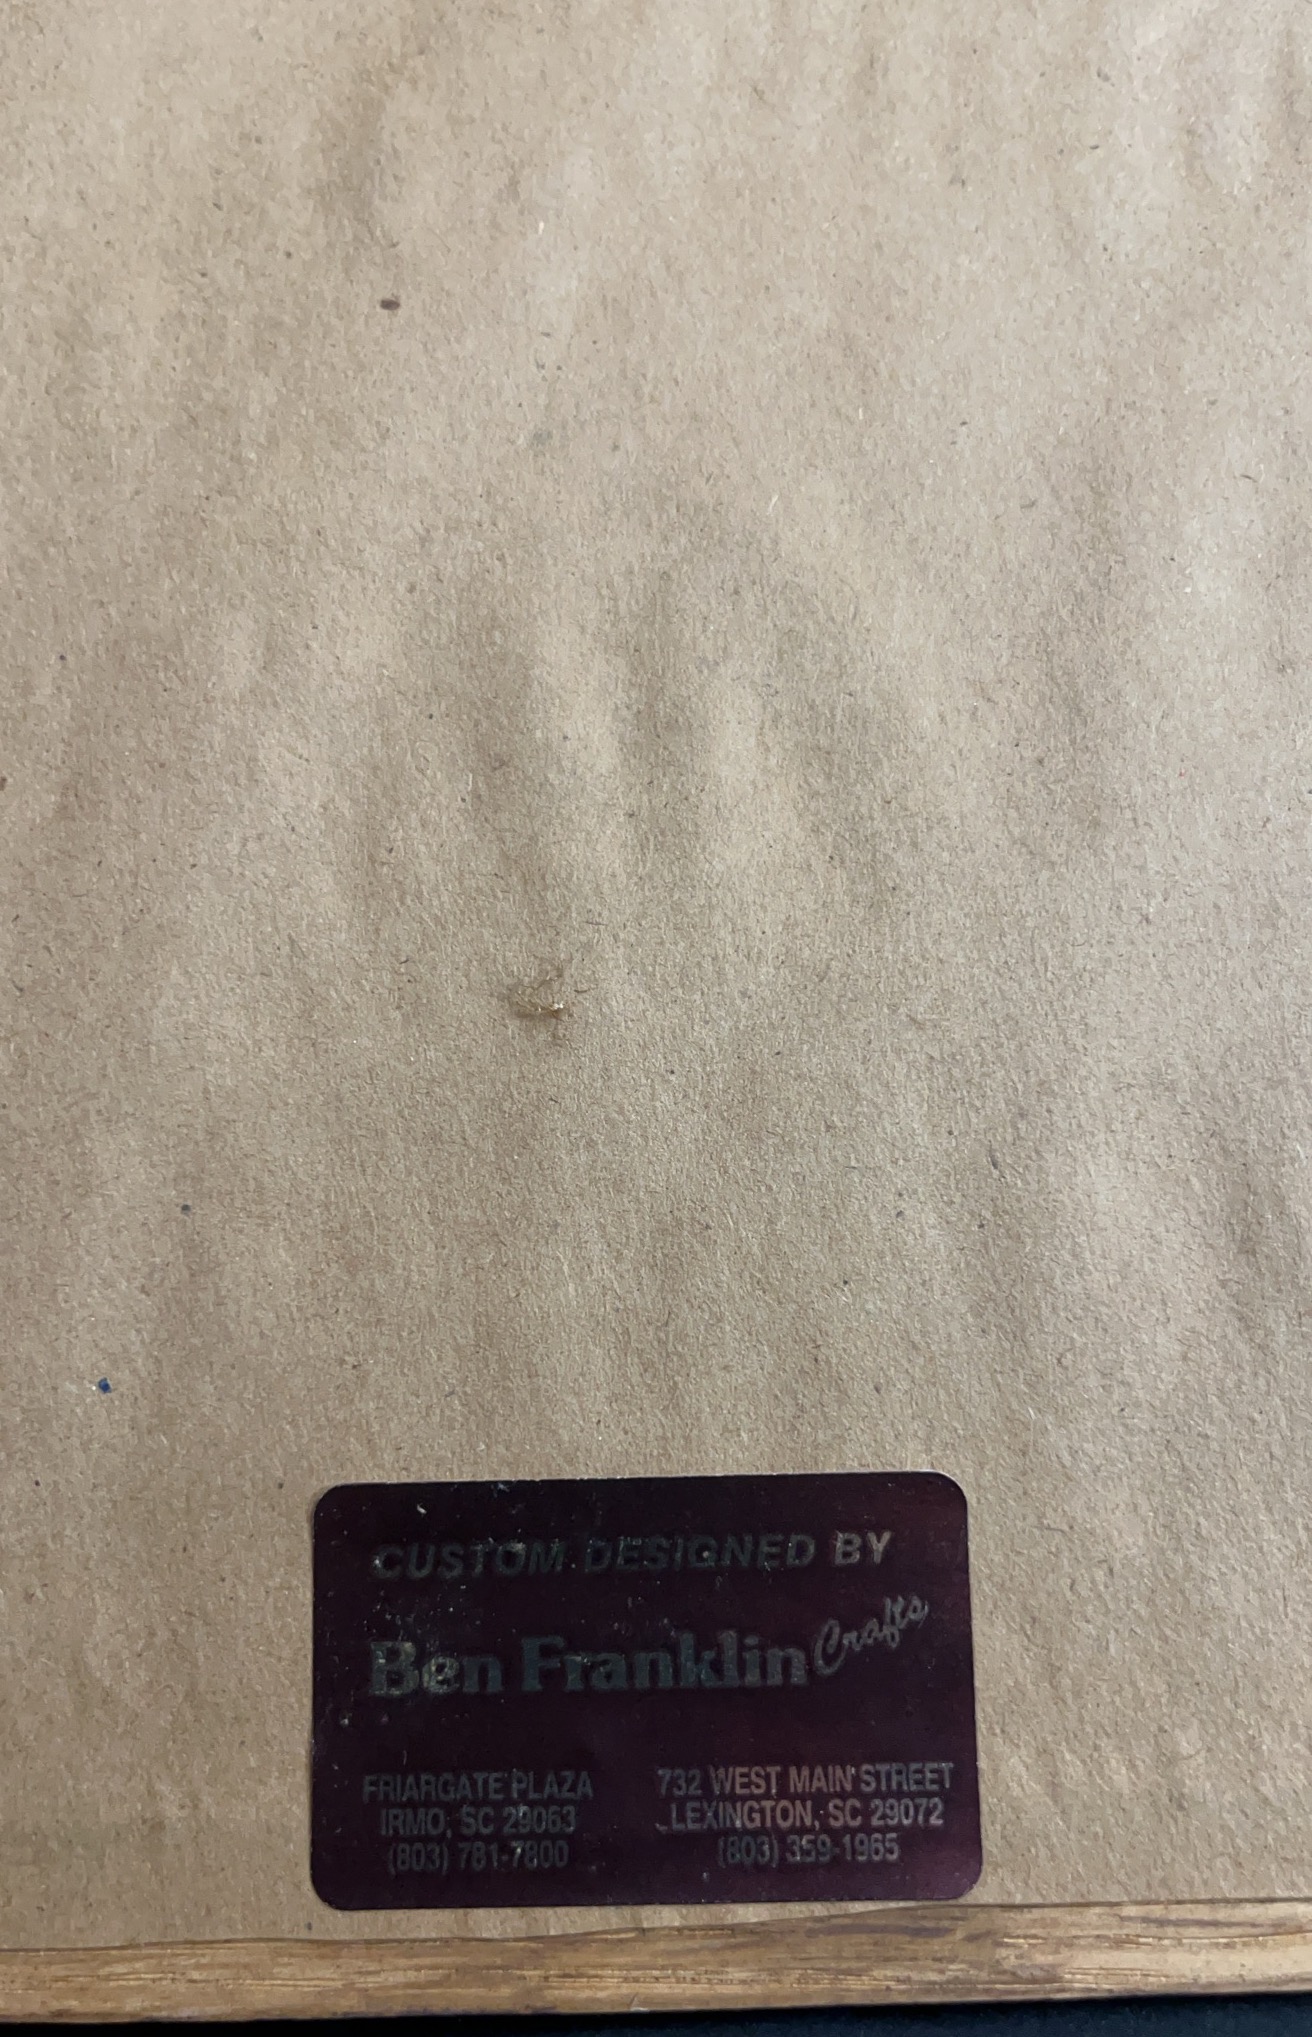 CUSTOM DESIGNED BY
Ben Franklin Crafts
FRIARGATE PLAZA
IRMO, SC 29063
(803) 781-7800
732 WEST MAIN STREET
LEXINGTON, SC 29072
(803) 359-1965